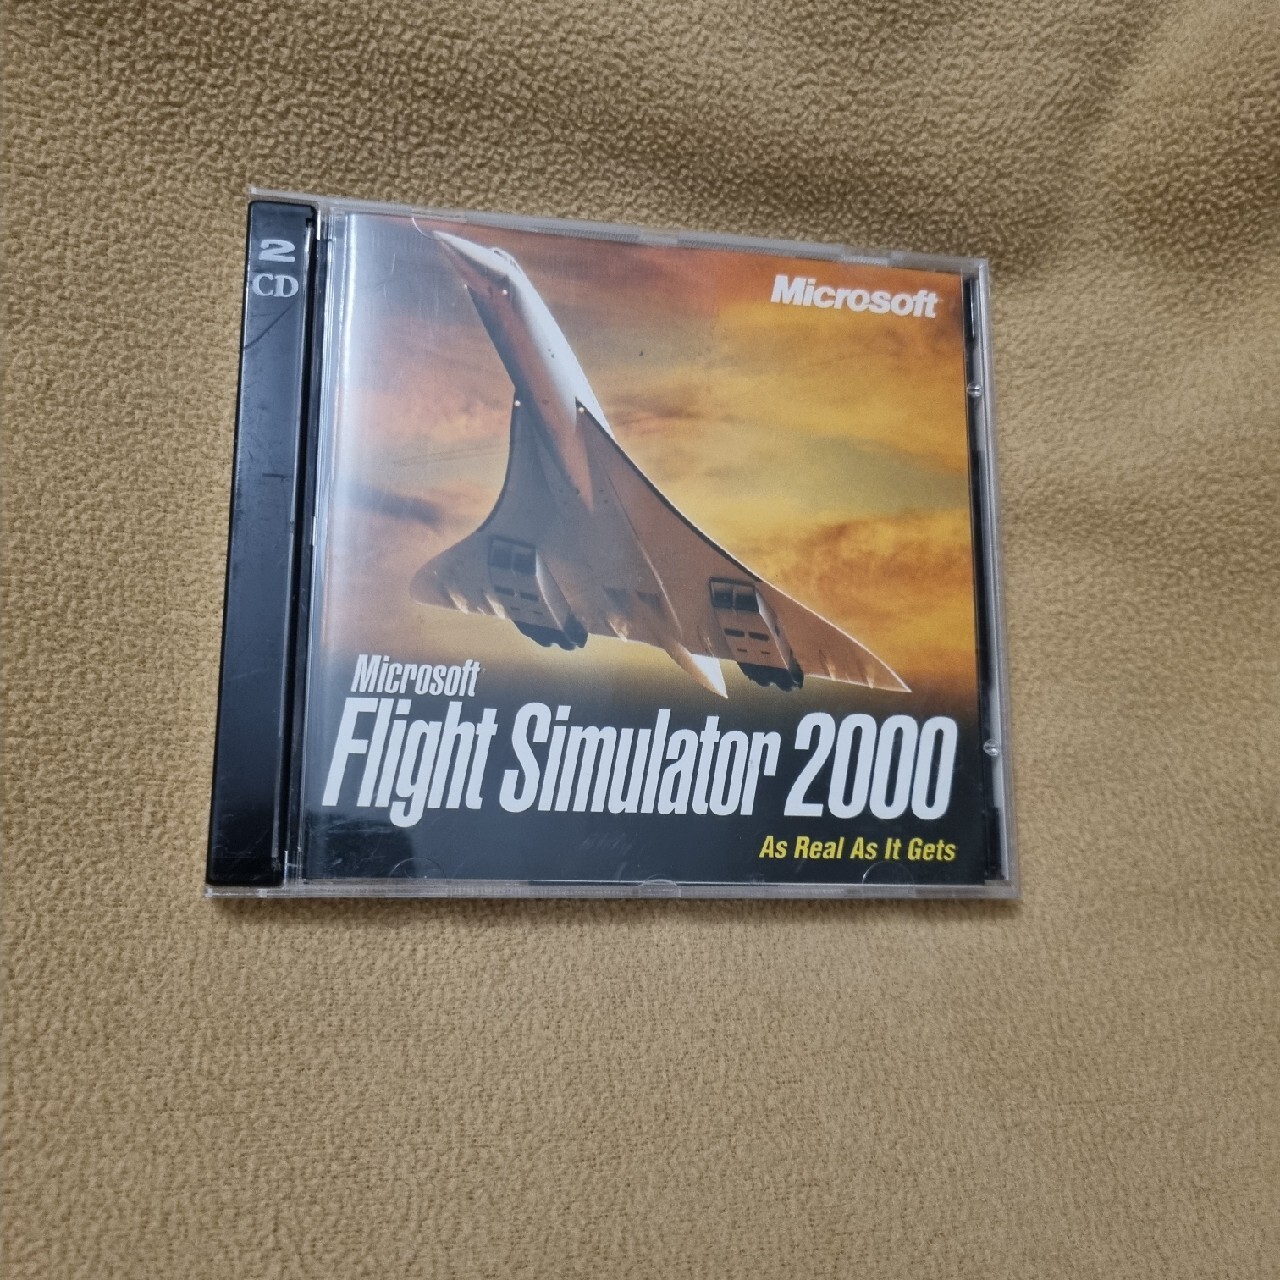 2
CD
Microsoft
Microsoft
Flight Simulator 2000
As Real As It Gets